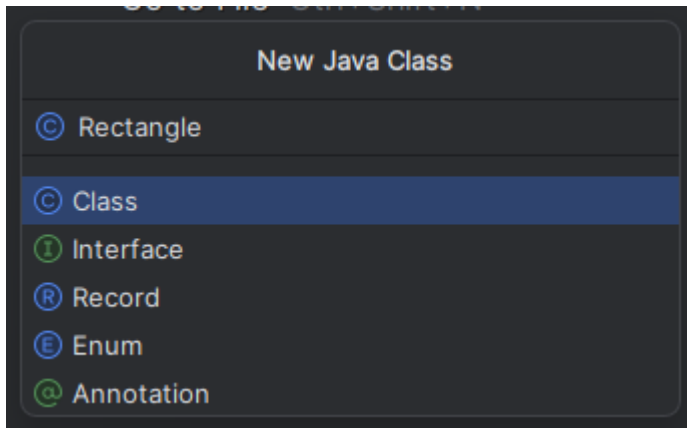 New Java Class
Rectangle
Class
Interface
Record
Enum
Annotation